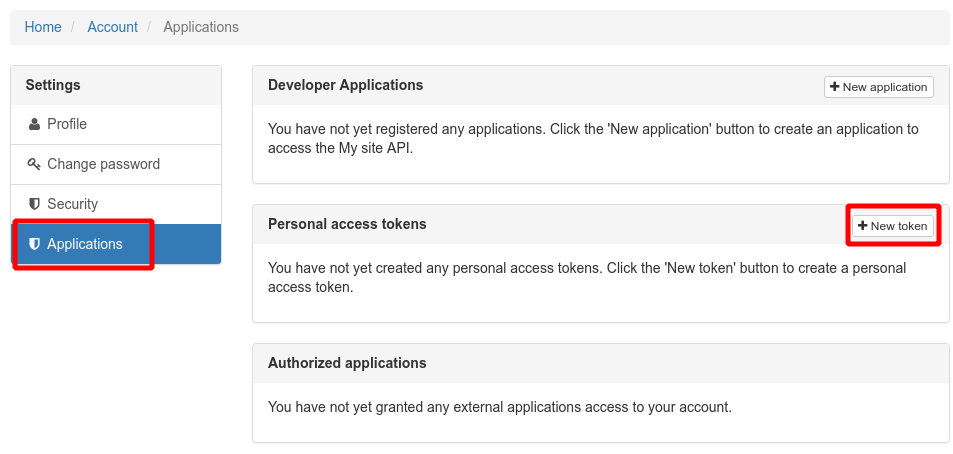 Home / Account / Applications
Settings
Profile
Change password
Security
Applications
Developer Applications
+ New application
You have not yet registered any applications. Click the 'New application' button to create an application to
access the My site API.
Personal access tokens
+ New token
You have not yet created any personal access tokens. Click the 'New token' button to create a personal
access token.
Authorized applications
You have not yet granted any external applications access to your account.